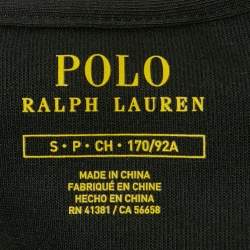 POLO
RALPH LAUREN
S • P • CH • 170/92A
MADE IN CHINA
FABRIQUÉ EN CHINE
HECHO EN CHINA
RN 41381 / CA 56658